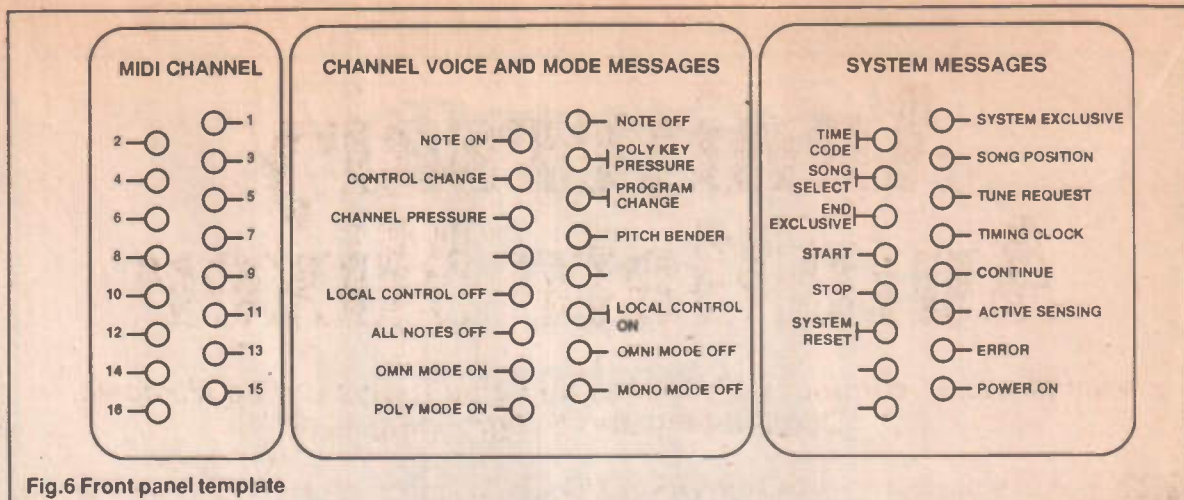 MIDI CHANNEL
1
2
3
4
5
6
7
8
9
10
11
12
13
14
15
16
CHANNEL VOICE AND MODE MESSAGES
NOTE OFF
NOTE ON
POLY KEY
PRESSURE
CONTROL CHANGE
PROGRAM
CHANGE
CHANNEL PRESSURE
PITCH BENDER
LOCAL CONTROL OFF
LOCAL CONTROL
ON
ALL NOTES OFF
OMNI MODE OFF
OMNI MODE ON
MONO MODE OFF
POLY MODE ON
SYSTEM MESSAGES
SYSTEM EXCLUSIVE
TIME
CODE
SONG POSITION
SONG
SELECT
TUNE REQUEST
END
EXCLUSIVE
TIMING CLOCK
START
CONTINUE
STOP
ACTIVE SENSING
SYSTEM
RESET
ERROR
POWER ON
Fig.6 Front panel template